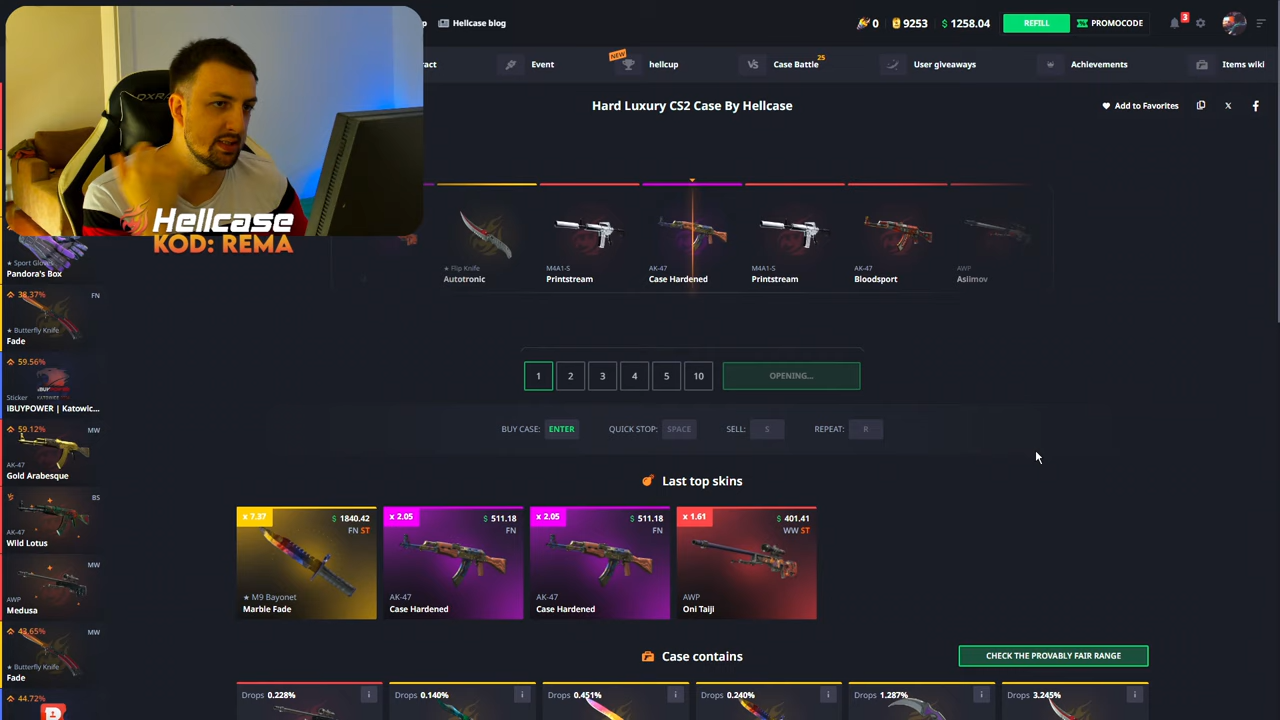 Hellcase blog
0
9253
$ 1258.04
REFILL
PROMOCODE
3
Event
NEW
hellcup
VS
Case Battle
25
User giveaways
Achievements
Items wiki
Hard Luxury CS2 Case By Hellcase
Add to Favorites
QXRA
Hellcase
KOD: REMA
★ Flip Knife
Autotronic
M4A1-S
Printstream
AK-47
Case Hardened
M4A1-S
Printstream
AK-47
Bloodsport
AWP
Asiimov
1
2
3
4
5
10
OPENING...
BUY CASE:
ENTER
QUICK STOP:
SPACE
SELL:
S
REPEAT:
R
Last top skins
x 7.37
$ 1840.42
FN ST
★ M9 Bayonet
Marble Fade
x 2.05
$ 511.18
FN
AK-47
Case Hardened
x 2.05
$ 511.18
FN
AK-47
Case Hardened
x 1.61
$ 401.41
WW ST
AWP
Oni Taiji
Case contains
CHECK THE PROVABLY FAIR RANGE
Drops 0.228%
Drops 0.140%
Drops 0.451%
Drops 0.240%
Drops 1.287%
Drops 3.245%
★ Sport Gloves
Pandora's Box
38.37%
FN
★ Butterfly Knife
Fade
59.56%
Sticker
IBUYPOWER | Katowic...
59.12%
MW
AK-47
Gold Arabesque
BS
AK-47
Wild Lotus
MW
AWP
Medusa
43.65%
MW
★ Butterfly Knife
Fade
44.72%